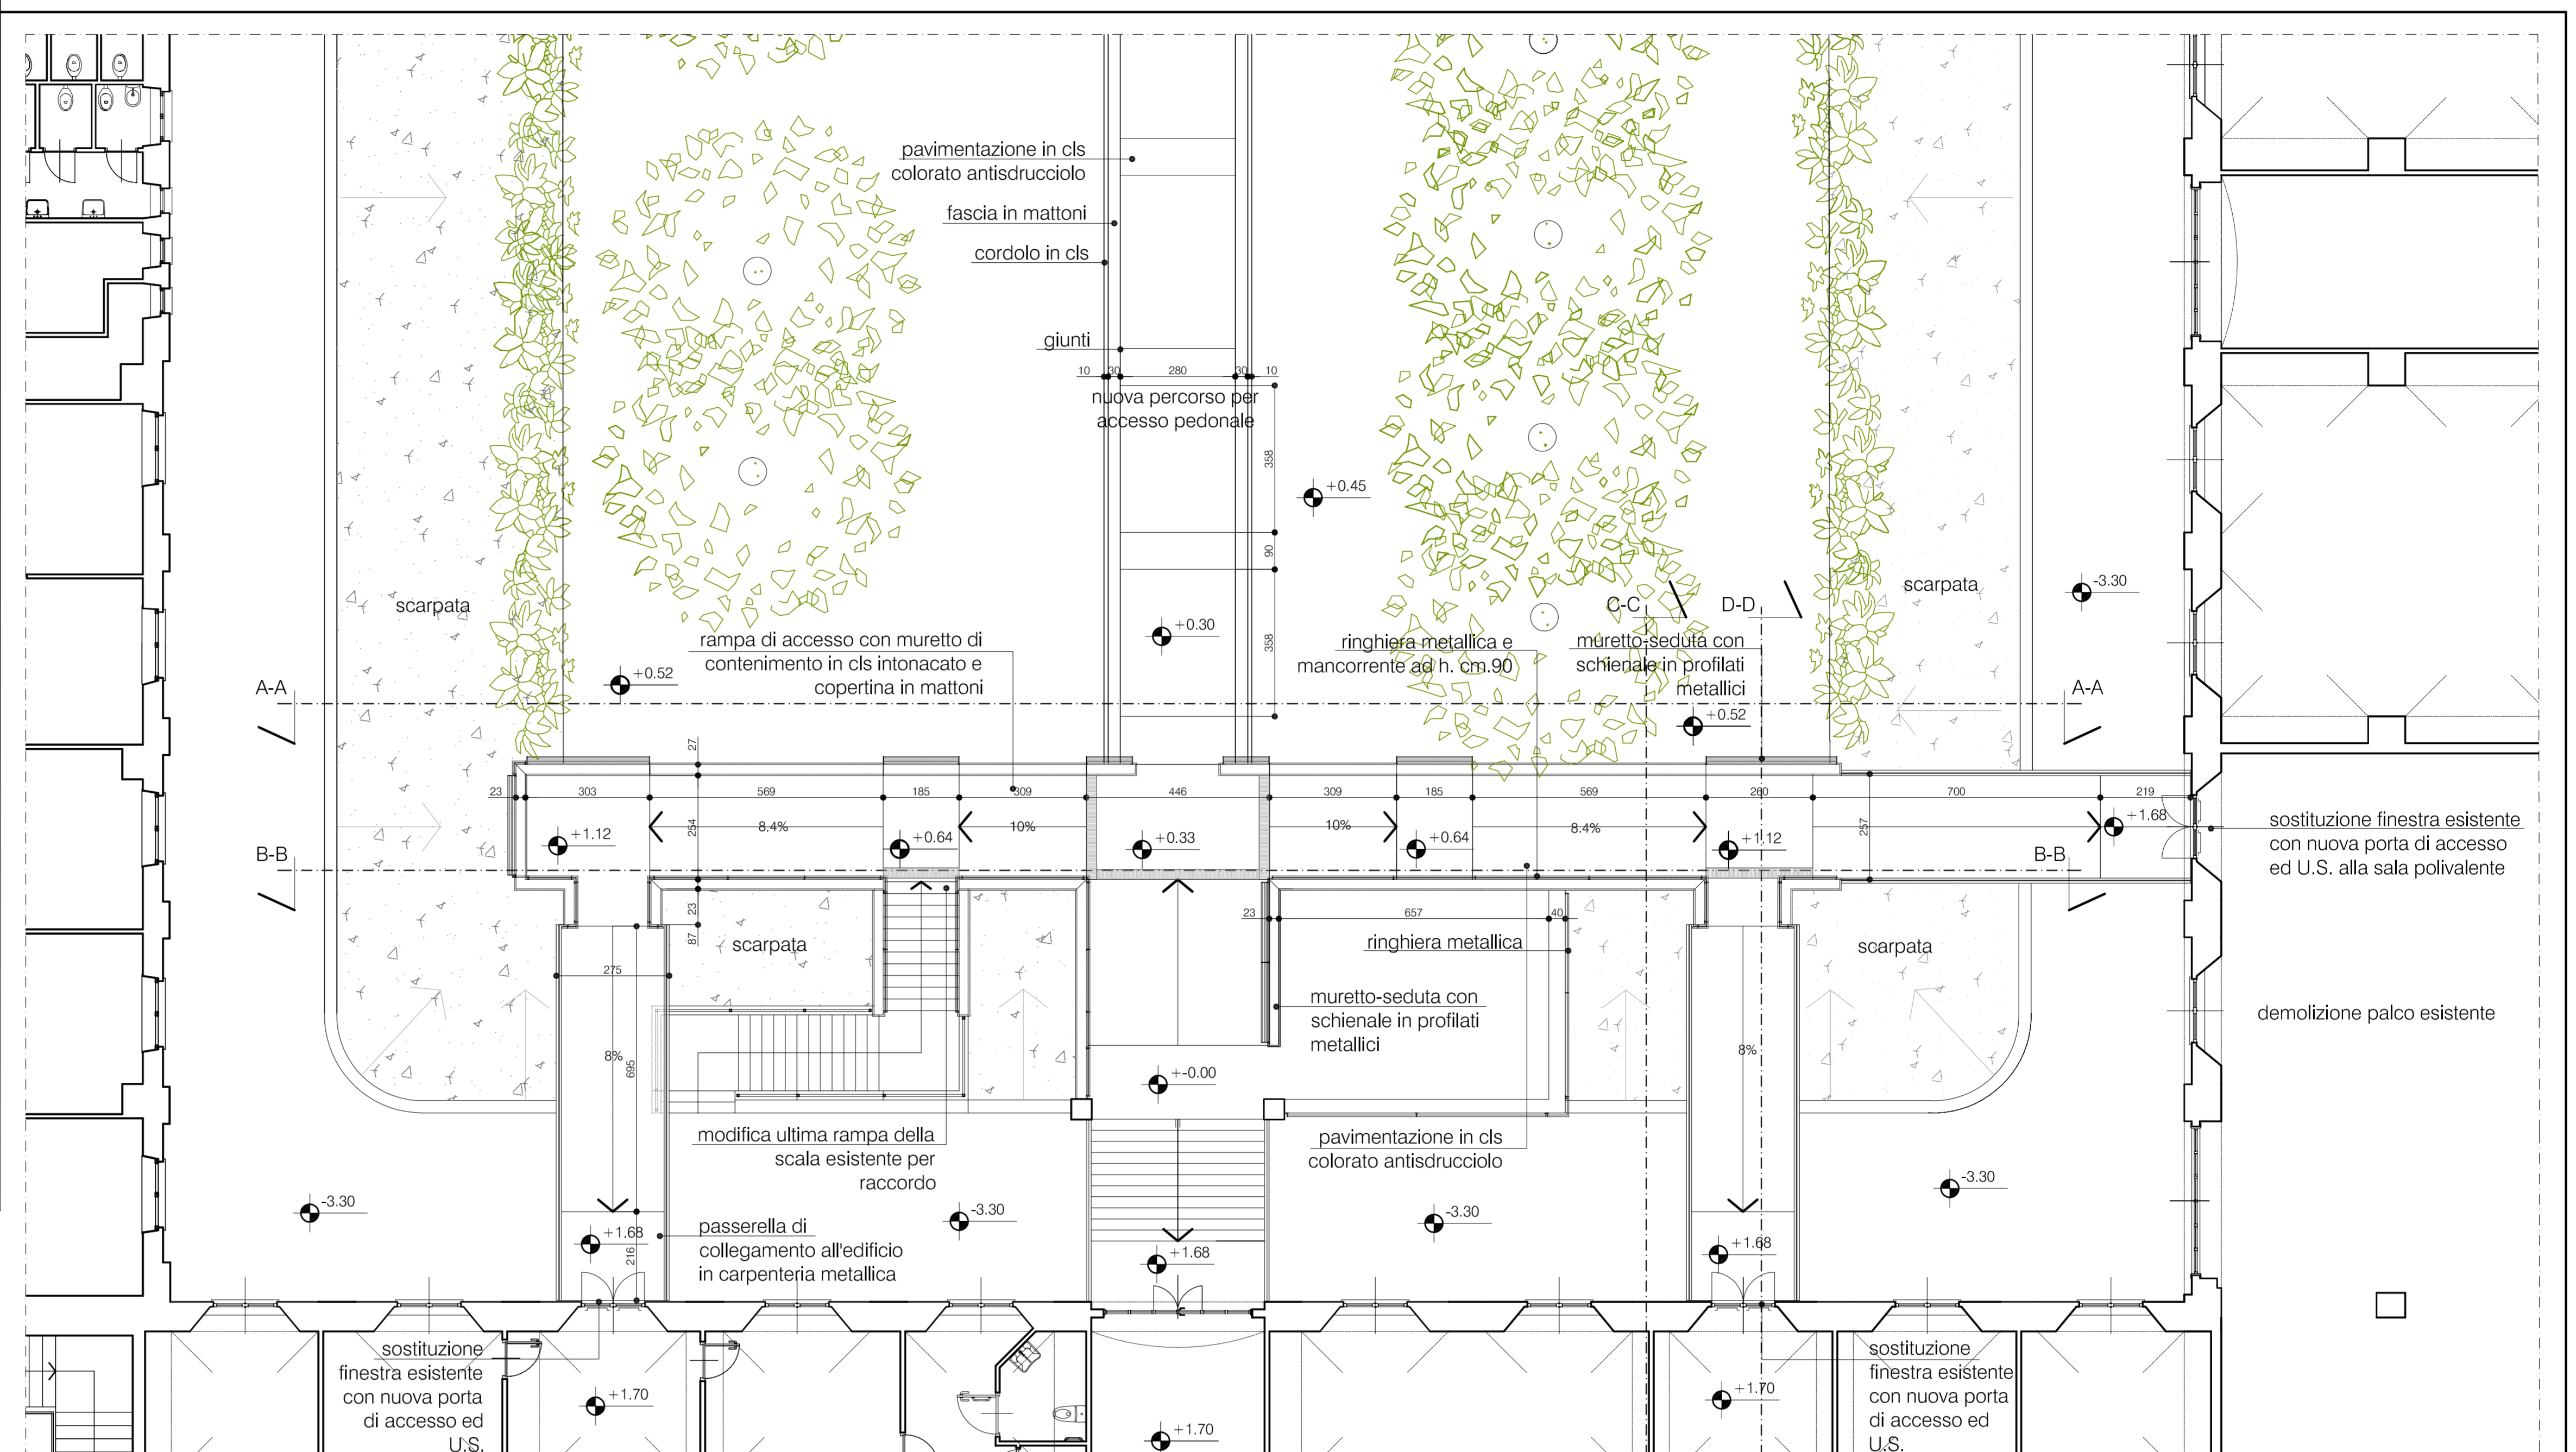 pavimentazione in cls
colorato antisdrucciolo
fascia in mattoni
cordolo in cls
giunti
10 30 280 30 10
nuova percorso per
accesso pedonale
358
+0.45
90
scarpata
C-C
D-D
scarpata
-3.30
+0.30
358
rampa di accesso con muretto di
contenimento in cls intonacato e
copertina in mattoni
ringhiera metallica e
mancorrente ad h. cm.90
muretto-seduta con
schienale in profilati
metallici
+0.52
+0.52
A-A
A-A
27
23 303 569 185 309 446 309 185 569 260 700 219
+1.12
8.4%
254
+0.64
10%
+0.33
10%
+0.64
8.4%
+1.12
257
+1.68
sostituzione finestra esistente
con nuova porta di accesso
ed U.S. alla sala polivalente
B-B
B-B
23
87
scarpata
23 657 40
ringhiera metallica
scarpata
275
muretto-seduta con
schienale in profilati
metallici
demolizione palco esistente
8%
695
+-0.00
8%
modifica ultima rampa della
scala esistente per
raccordo
pavimentazione in cls
colorato antisdrucciolo
-3.30
-3.30
-3.30
-3.30
+1.68
216
passerella di
collegamento all'edificio
in carpenteria metallica
+1.68
+1.68
sostituzione
finestra esistente
con nuova porta
di accesso ed
U.S.
+1.70
+1.70
+1.70
sostituzione
finestra esistente
con nuova porta
di accesso ed
U.S.